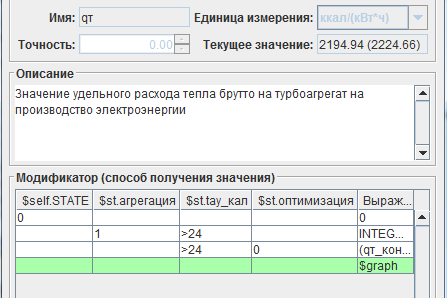 Имя: qт Единица измерения: ккал/(кВт*ч)
Точность: 0.00 Текущее значение: 2194.94 (2224.66)
Описание
Значение удельного расхода тепла брутто на турбоагрегат на
производство электроэнергии
Модификатор (способ получения значения)
$self.STATE $st.агрегация $st.tay_кал $st.оптимизация Выраж...
0 0
1 >24 INTEG...
>24 0 (qт_кон...
$graph